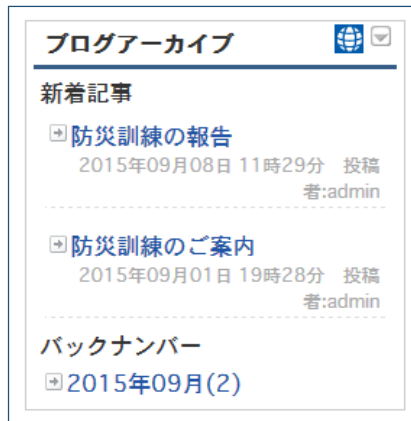 ブログアーカイブ
新着記事
防災訓練の報告
2015年09月08日 11時29分　投稿
者:admin
防災訓練のご案内
2015年09月01日 19時28分　投稿
者:admin
バックナンバー
2015年09月(2)